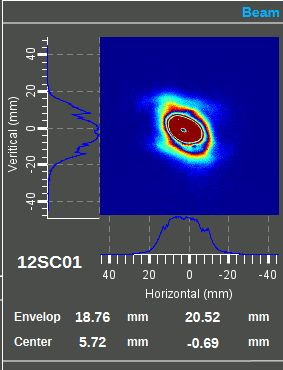 Beam
40
20
0
-20
-40
Veritical (mm)
12SC01
40 20 0 -20 -40
Horizontal (mm)
Envelop 18.76 mm 20.52 mm
Center 5.72 mm -0.69 mm